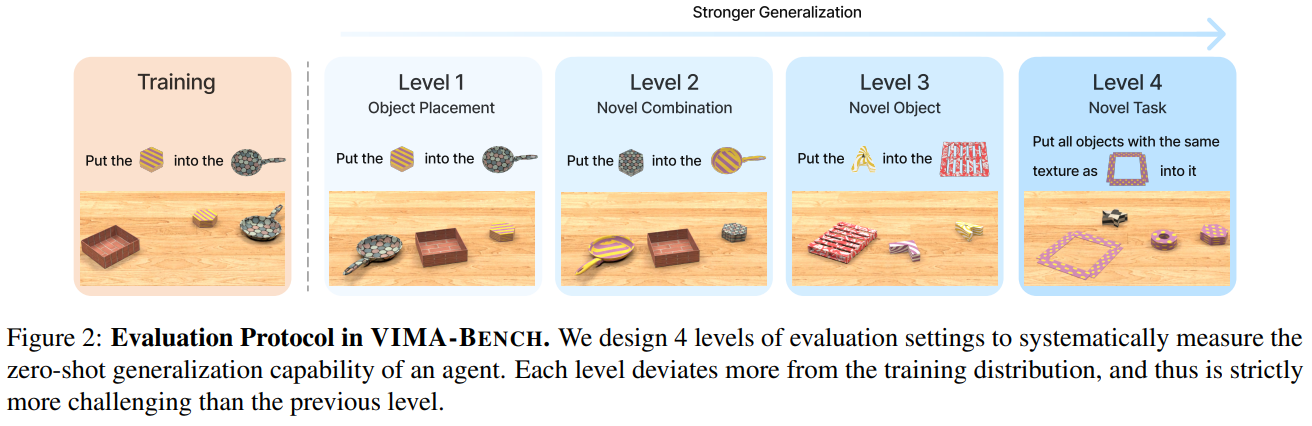 Stronger Generalization
Training
Put the into the
Level 1
Object Placement
Put the into the
Level 2
Novel Combination
Put the into the
Level 3
Novel Object
Put the into the
Level 4
Novel Task
Put all objects with the same
texture as into it
Figure 2: Evaluation Protocol in VIMA-BENCH. We design 4 levels of evaluation settings to systematically measure the
zero-shot generalization capability of an agent. Each level deviates more from the training distribution, and thus is strictly
more challenging than the previous level.